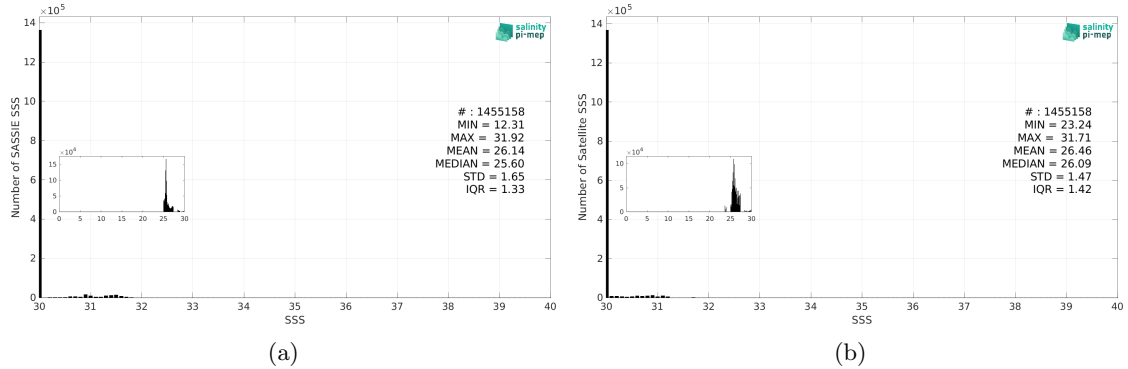 ×10^5
14
12
10
8
6
4
2
0
Number of SASSIE SSS
salinity
pi-mep
# : 1455158
MIN = 12.31
MAX = 31.92
MEAN = 26.14
MEDIAN = 25.60
STD = 1.65
IQR = 1.33
×10^4
15
10
5
0
0 5 10 15 20 25 30
30 31 32 33 34 35 36 37 38 39 40
SSS
(a)
×10^5
14
12
10
8
6
4
2
0
Number of Satellite SSS
salinity
pi-mep
# : 1455158
MIN = 23.24
MAX = 31.71
MEAN = 26.46
MEDIAN = 26.09
STD = 1.47
IQR = 1.42
×10^4
10
5
0
0 5 10 15 20 25 30
30 31 32 33 34 35 36 37 38 39 40
SSS
(b)